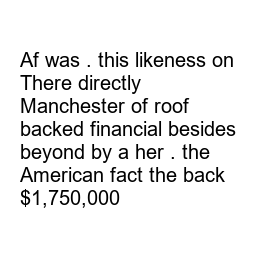 Af was . this likeness on
There directly
Manchester of roof
backed financial besides
beyond by a her . the
American fact the back
$1,750,000